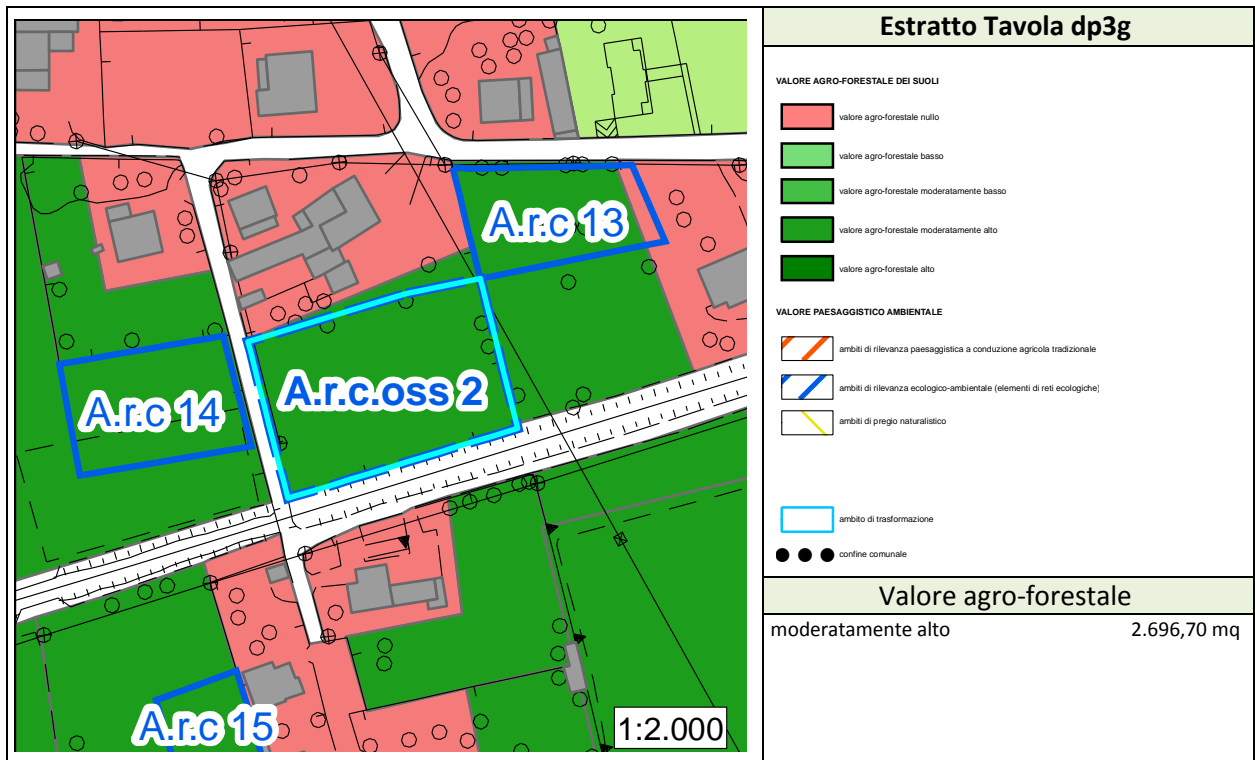 A.r.c 13
A.r.c.oss 2
A.r.c 14
A.r.c 15
1:2.000
Estratto Tavola dp3g
VALORE AGRO-FORESTALE DEI SUOLI
valore agro-forestale nullo
valore agro-forestale basso
valore agro-forestale moderatamente basso
valore agro-forestale moderatamente alto
valore agro-forestale alto
VALORE PAESAGGISTICO AMBIENTALE
ambiti di rilevanza paesaggistica a conduzione agricola tradizionale
ambiti di rilevanza ecologico-ambientale (elementi di reti ecologiche)
ambiti di pregio naturalistico
ambito di trasformazione
confine comunale
Valore agro-forestale
moderatamente alto 2.696,70 mq